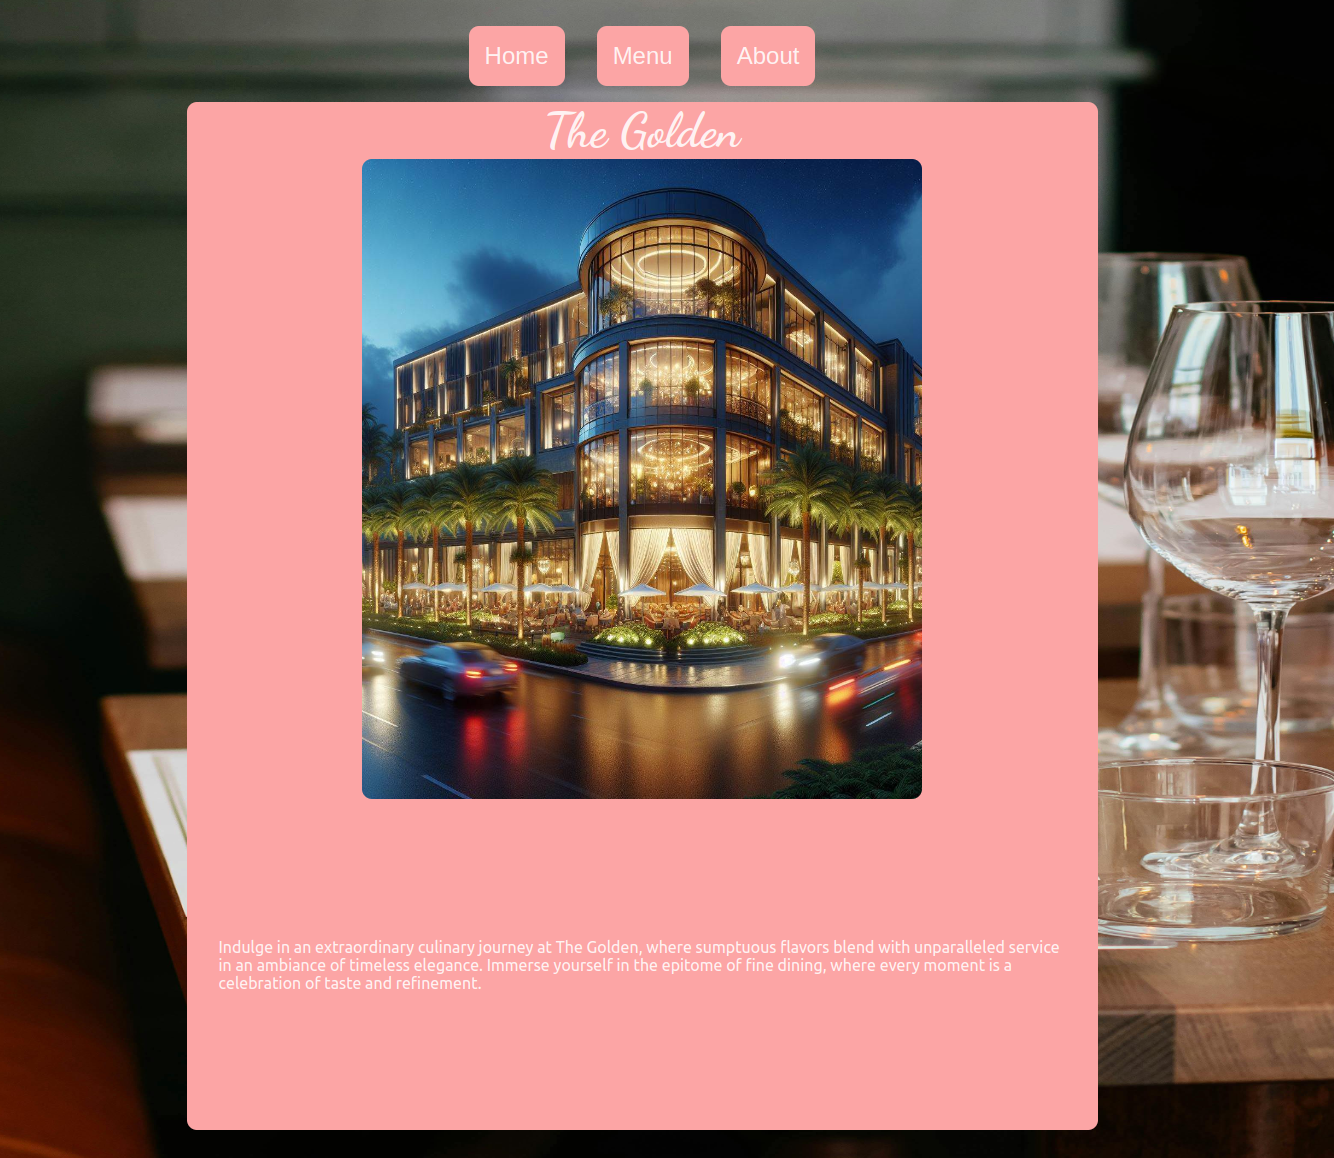 Home
Menu
About
The Golden
Indulge in an extraordinary culinary journey at The Golden, where sumptuous flavors blend with unparalleled service
in an ambiance of timeless elegance. Immerse yourself in the epitome of fine dining, where every moment is a
celebration of taste and refinement.